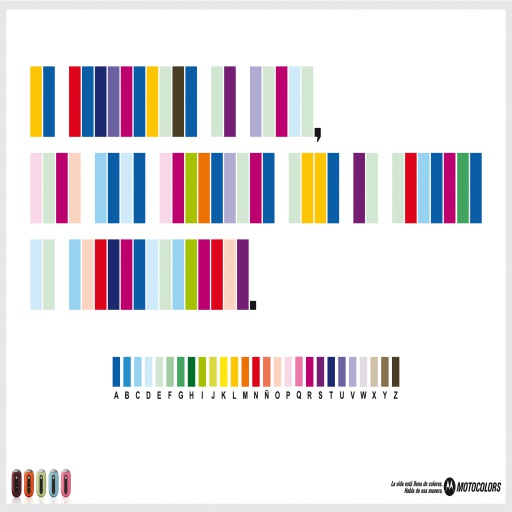 ,
.
A B C D E F G H I J K L M N Ñ O P Q R S T U V W X Y Z
La vida está llena de colores.
Habla de esa manera.
MOTOCOLORS